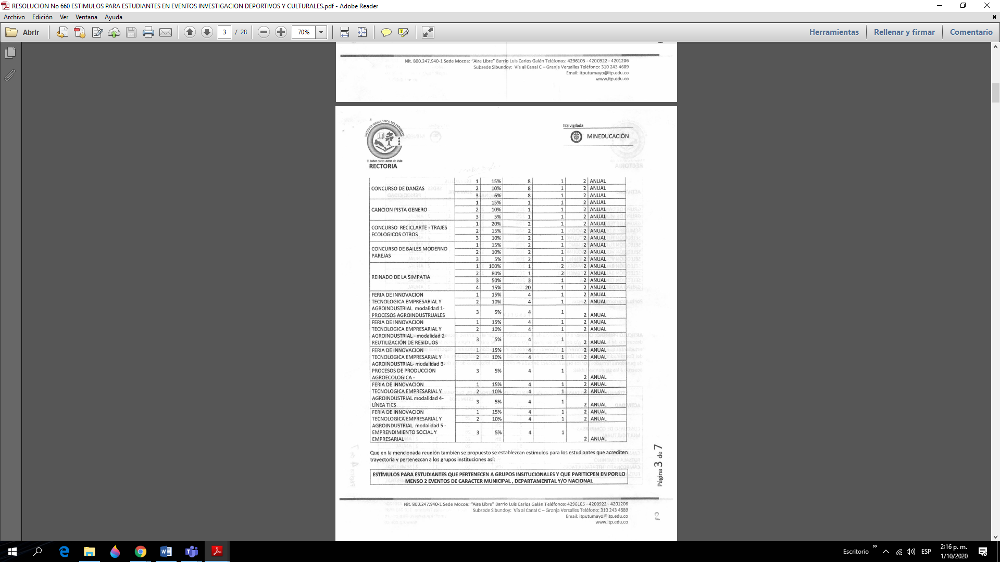 RESOLUCION No 660 ESTIMULOS PARA ESTUDIANTES EN EVENTOS INVESTIGACION DEPORTIVOS Y CULTURALES.pdf - Adobe Reader
Archivo Edición Ver Ventana Ayuda
Abrir 3 / 28 70% Herramientas Rellenar y firmar Comentario
Nit. 800.247.940-1 Sede Mocoa: "Aire Libre" Barrio Luis Carlos Galán Teléfonos: 4296105 - 4200922 - 4201206
Subsede Sibundoy: Vía al Canal C – Granja Versalles Teléfono: 310 243 4689
Email: itputumayo@itp.edu.co
www.itp.edu.co
INSTITUTO TECNOLOGICO DEL PUTUMAYO
El Saber como Arma de Vida
RECTORIA
IES vigilada
MINEDUCACIÓN
CONCURSO DE DANZAS
1 15% 8 1 2 ANUAL
2 10% 8 1 2 ANUAL
3 6% 8 1 2 ANUAL
CANCION PISTA GENERO
1 15% 1 1 2 ANUAL
2 10% 1 1 2 ANUAL
3 5% 1 1 2 ANUAL
CONCURSO RECICLARTE - TRAJES
ECOLOGICOS OTROS
1 20% 2 1 2 ANUAL
2 15% 2 1 2 ANUAL
3 10% 2 1 2 ANUAL
CONCURSO DE BAILES MODERNO
PAREJAS
1 15% 2 1 2 ANUAL
2 10% 2 1 2 ANUAL
3 5% 2 1 2 ANUAL
REINADO DE LA SIMPATIA
1 100% 1 2 2 ANUAL
2 80% 1 2 2 ANUAL
3 50% 3 1 2 ANUAL
4 15% 20 1 2 ANUAL
FERIA DE INNOVACION
TECNOLOGICA EMPRESARIAL Y
AGROINDUSTRIAL modalidad 1-
PROCESOS AGROINDUSTRUALES
1 15% 4 1 2 ANUAL
2 10% 4 1 2 ANUAL
3 5% 4 1 2 ANUAL
FERIA DE INNOVACION
TECNOLOGICA EMPRESARIAL Y
AGROINDUSTRIAL - modalidad 2-
REUTILIZACIÓN DE RESIDUOS
1 15% 4 1 2 ANUAL
2 10% 4 1 2 ANUAL
3 5% 4 1 2 ANUAL
FERIA DE INNOVACION
TECNOLOGICA EMPRESARIAL Y
AGROINDUSTRIAL- modalidad 3-
PROCESOS DE PRODUCCION
AGROECOLOGICA -
1 15% 4 1 2 ANUAL
2 10% 4 1 2 ANUAL
3 5% 4 1 2 ANUAL
FERIA DE INNOVACION
TECNOLOGICA EMPRESARIAL Y
AGROINDUSTRIAL modalidad 4-
LÍNEA TICS
1 15% 4 1 2 ANUAL
2 10% 4 1 2 ANUAL
3 5% 4 1 2 ANUAL
FERIA DE INNOVACION
TECNOLOGICA EMPRESARIAL Y
AGROINDUSTRIAL modalidad 5 -
EMPRENDIMIENTO SOCIAL Y
EMPRESARIAL
1 15% 4 1 2 ANUAL
2 10% 4 1 2 ANUAL
3 5% 4 1 2 ANUAL
Que en la mencionada reunión también se propuso se establezcan estimulos para los estudiantes que acrediten
trayectoria y pertenezcan a los grupos instituciones así:
ESTÍMULOS PARA ESTUDIANTES QUE PERTENECEN A GRUPOS INSITUCIONALES Y QUE PARITICPEN EN POR LO
MENSO 2 EVENTOS DE CARACTER MUNICIPAL , DEPARTAMENTAL Y/O NACIONAL
Página 3 de 7
Nit. 800.247.940-1 Sede Mocoa: "Aire Libre" Barrio Luis Carlos Galán Teléfonos: 4296105 - 4200922 - 4201206
Subsede Sibundoy: Vía al Canal C – Granja Versalles Teléfono: 310 243 4689
Email: itputumayo@itp.edu.co
www.itp.edu.co
2
Escritorio ESP 2:16 p. m.
1/10/2020